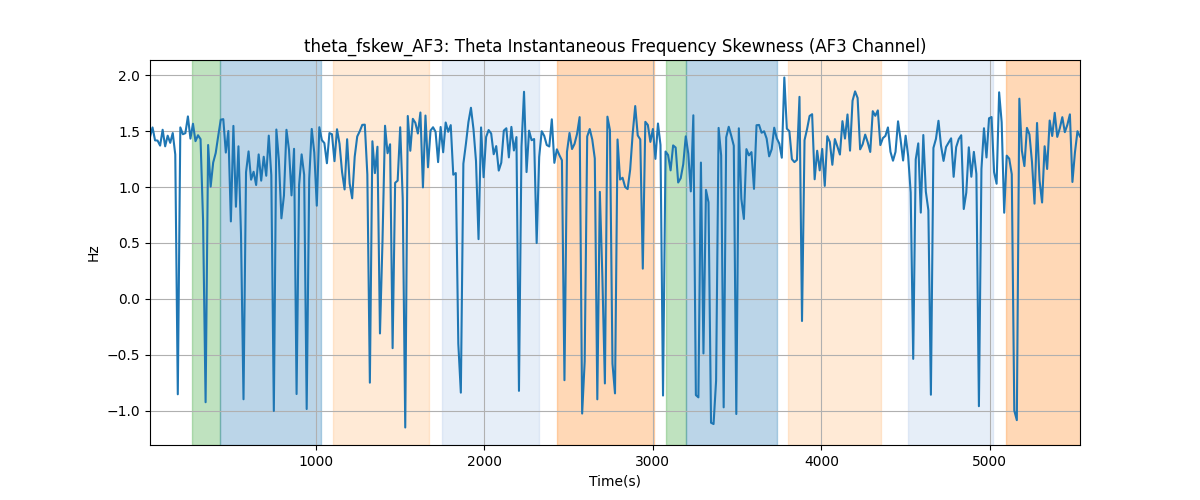 theta_fskew_AF3: Theta Instantaneous Frequency Skewness (AF3 Channel)
2.0
1.5
1.0
0.5
0.0
−0.5
−1.0
Hz
1000 2000 3000 4000 5000
Time(s)